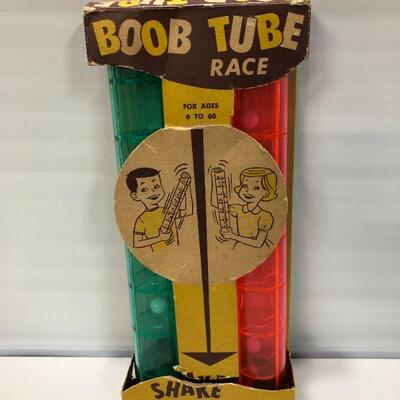 BOOB TUBE
RACE
FOR AGES
6 TO 60
SHAKE